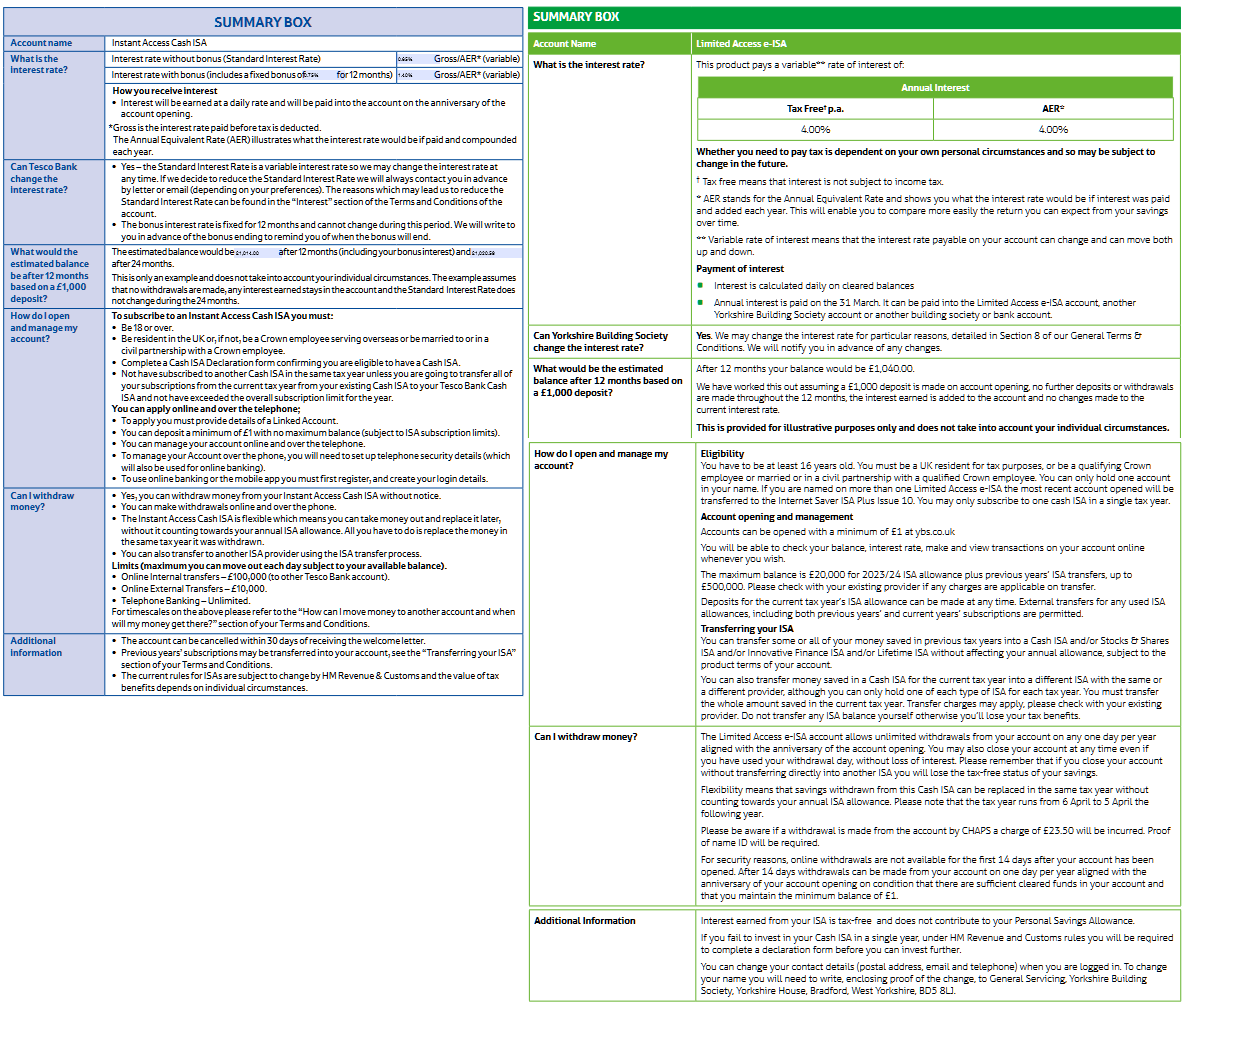 SUMMARY BOX
Account name
Instant Access Cash ISA
What is the
interest rate?
Interest rate without bonus (Standard Interest Rate)
0.65%
Gross/AER* (variable)
Interest rate with bonus (includes a fixed bonus of
0.75%
for 12 months)
1.40%
Gross/AER* (variable)
How you receive interest
• Interest will be earned at a daily rate and will be paid into the account on the anniversary of the
account opening.
*Gross is the interest rate paid before tax is deducted.
The Annual Equivalent Rate (AER) illustrates what the interest rate would be if paid and compounded
each year.
Can Tesco Bank
change the
interest rate?
• Yes – the Standard Interest Rate is a variable interest rate so we may change the interest rate at
any time. If we decide to reduce the Standard Interest Rate we will always contact you in advance
by letter or email (depending on your preferences). The reasons which may lead us to reduce the
Standard Interest Rate can be found in the “Interest” section of the Terms and Conditions of the
account.
• The bonus interest rate is fixed for 12 months and cannot change during this period. We will write to
you in advance of the bonus ending to remind you of when the bonus will end.
What would the
estimated balance
be after 12 months
based on a £1,000
deposit?
The estimated balance would be £1,014.00 after 12 months (including your bonus interest) and £1,020.59
after 24 months.
This is only an example and does not take into account your individual circumstances. The example assumes
that no withdrawals are made, any interest earned stays in the account and the Standard Interest Rate does
not change during the 24 months.
How do I open
and manage my
account?
To subscribe to an Instant Access Cash ISA you must:
• Be 18 or over.
• Be resident in the UK or, if not, be a Crown employee serving overseas or be married to or in a
civil partnership with a Crown employee.
• Complete a Cash ISA Declaration form confirming you are eligible to have a Cash ISA.
• Not have subscribed to another Cash ISA in the same tax year unless you are going to transfer all of
your subscriptions from the current tax year from your existing Cash ISA to your Tesco Bank Cash
ISA and not have exceeded the overall subscription limit for the year.
You can apply online and over the telephone;
• To apply you must provide details of a Linked Account.
• You can deposit a minimum of £1 with no maximum balance (subject to ISA subscription limits).
• You can manage your account online and over the telephone.
• To manage your Account over the phone, you will need to set up telephone security details (which
will also be used for online banking).
• To use online banking or the mobile app you must first register, and create your login details.
Can I withdraw
money?
• Yes, you can withdraw money from your Instant Access Cash ISA without notice.
• You can make withdrawals online and over the phone.
• The Instant Access Cash ISA is flexible which means you can take money out and replace it later,
without it counting towards your annual ISA allowance. All you have to do is replace the money in
the same tax year it was withdrawn.
• You can also transfer to another ISA provider using the ISA transfer process.
Limits (maximum you can move out each day subject to your available balance).
• Online Internal transfers – £100,000 (to other Tesco Bank account).
• Online External Transfers – £10,000.
• Telephone Banking – Unlimited.
For timescales on the above please refer to the “How can I move money to another account and when
will my money get there?” section of your Terms and Conditions.
Additional
Information
• The account can be cancelled within 30 days of receiving the welcome letter.
• Previous years’ subscriptions may be transferred into your account, see the “Transferring your ISA”
section of your Terms and Conditions.
• The current rules for ISAs are subject to change by HM Revenue & Customs and the value of tax
benefits depends on individual circumstances.
SUMMARY BOX
Account Name
Limited Access e-ISA
What is the interest rate?
This product pays a variable** rate of interest of:
Annual Interest
Tax Free† p.a.
AER*
4.00%
4.00%
Whether you need to pay tax is dependent on your own personal circumstances and so may be subject to
change in the future.
† Tax free means that interest is not subject to income tax.
* AER stands for the Annual Equivalent Rate and shows you what the interest rate would be if interest was paid
and added each year. This will enable you to compare more easily the return you can expect from your savings
over time.
** Variable rate of interest means that the interest rate payable on your account can change and can move both
up and down.
Payment of interest
Interest is calculated daily on cleared balances
Annual interest is paid on the 31 March. It can be paid into the Limited Access e-ISA account, another
Yorkshire Building Society account or another building society or bank account.
Can Yorkshire Building Society
change the interest rate?
Yes. We may change the interest rate for particular reasons, detailed in Section 8 of our General Terms &
Conditions. We will notify you in advance of any changes.
What would be the estimated
balance after 12 months based on
a £1,000 deposit?
After 12 months your balance would be £1,040.00.
We have worked this out assuming a £1,000 deposit is made on account opening, no further deposits or withdrawals
are made throughout the 12 months, the interest earned is added to the account and no changes made to the
current interest rate.
This is provided for illustrative purposes only and does not take into account your individual circumstances.
How do I open and manage my
account?
Eligibility
You have to be at least 16 years old. You must be a UK resident for tax purposes, or be a qualifying Crown
employee or married or in a civil partnership with a qualified Crown employee. You can only hold one account
in your name. If you are named on more than one Limited Access e-ISA the most recent account opened will be
transferred to the Internet Saver ISA Plus Issue 10. You may only subscribe to one cash ISA in a single tax year.
Account opening and management
Accounts can be opened with a minimum of £1 at ybs.co.uk
You will be able to check your balance, interest rate, make and view transactions on your account online
whenever you wish.
The maximum balance is £20,000 for 2023/24 ISA allowance plus previous years’ ISA transfers, up to
£500,000. Please check with your existing provider if any charges are applicable on transfer.
Deposits for the current tax year’s ISA allowance can be made at any time. External transfers for any used ISA
allowances, including both previous years’ and current years’ subscriptions are permitted.
Transferring your ISA
You can transfer some or all of your money saved in previous tax years into a Cash ISA and/or Stocks & Shares
ISA and/or Innovative Finance ISA and/or Lifetime ISA without affecting your annual allowance, subject to the
product terms of your account.
You can also transfer money saved in a Cash ISA for the current tax year into a different ISA with the same or
a different provider, although you can only hold one of each type of ISA for each tax year. You must transfer
the whole amount saved in the current tax year. Transfer charges may apply, please check with your existing
provider. Do not transfer any ISA balance yourself otherwise you’ll lose your tax benefits.
Can I withdraw money?
The Limited Access e-ISA account allows unlimited withdrawals from your account on any one day per year
aligned with the anniversary of the account opening. You may also close your account at any time even if
you have used your withdrawal day, without loss of interest. Please remember that if you close your account
without transferring directly into another ISA you will lose the tax-free status of your savings.
Flexibility means that savings withdrawn from this Cash ISA can be replaced in the same tax year without
counting towards your annual ISA allowance. Please note that the tax year runs from 6 April to 5 April the
following year.
Please be aware if a withdrawal is made from the account by CHAPS a charge of £23.50 will be incurred. Proof
of name ID will be required.
For security reasons, online withdrawals are not available for the first 14 days after your account has been
opened. After 14 days withdrawals can be made from your account on one day per year aligned with the
anniversary of your account opening on condition that there are sufficient cleared funds in your account and
that you maintain the minimum balance of £1.
Additional Information
Interest earned from your ISA is tax-free and does not contribute to your Personal Savings Allowance.
If you fail to invest in your Cash ISA in a single year, under HM Revenue and Customs rules you will be required
to complete a declaration form before you can invest further.
You can change your contact details (postal address, email and telephone) when you are logged in. To change
your name you will need to write, enclosing proof of the change, to General Servicing, Yorkshire Building
Society, Yorkshire House, Bradford, West Yorkshire, BD5 8LJ.